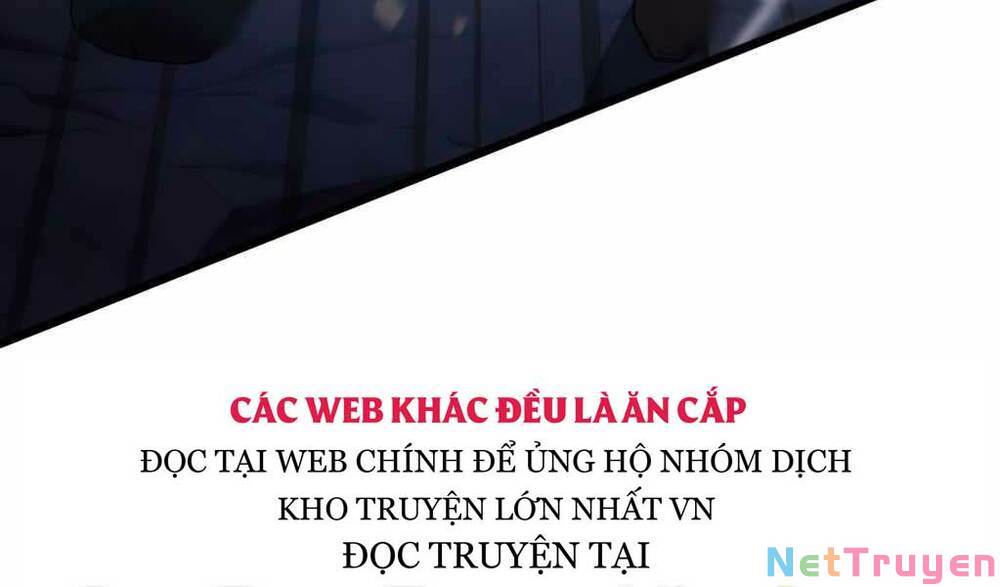 CÁC WEB KHÁC ĐỀU LÀ ĂN CẮP
ĐỌC TẠI WEB CHÍNH ĐỂ ỦNG HỘ NHÓM DỊCH
KHO TRUYỆN LỚN NHẤT VN
ĐỌC TRUYỆN TẠI
NetTruyen